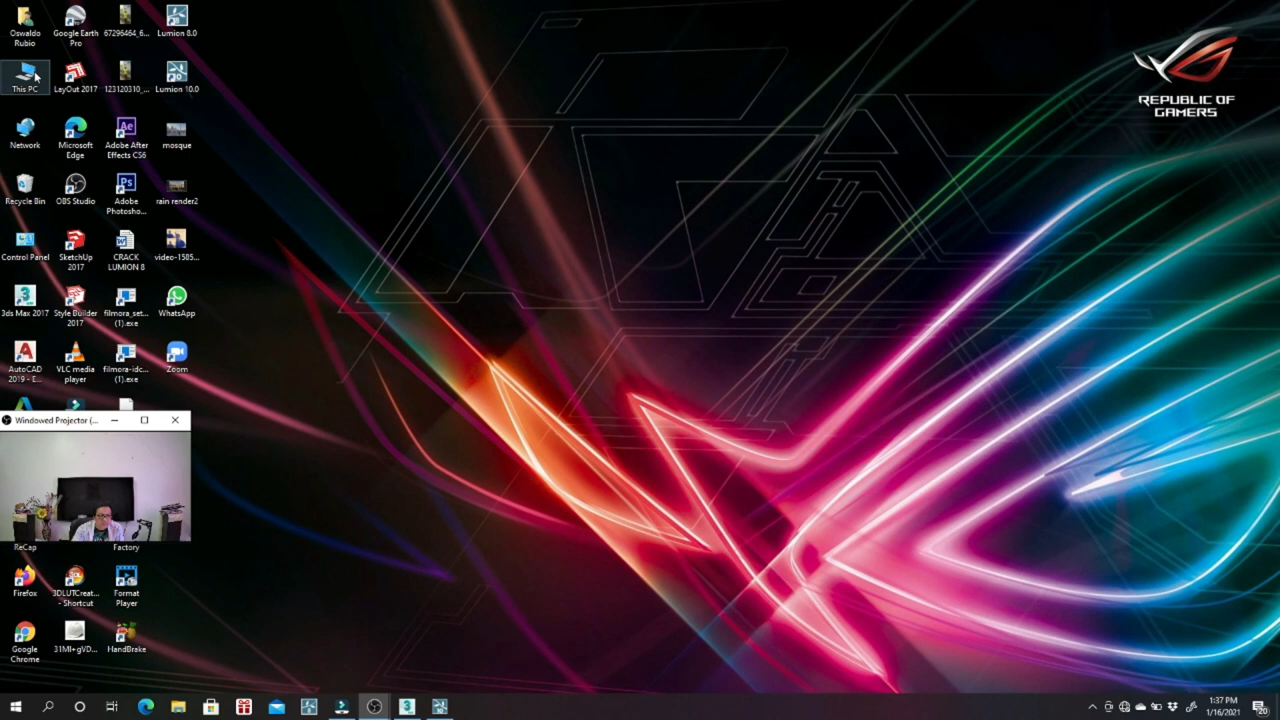 Oswaldo
Rubio
Google Earth
Pro
67296464_6...
Lumion 8.0
This PC
LayOut 2017
123120310_...
Lumion 10.0
Network
Microsoft
Edge
Adobe After
Effects CS6
mosque
Recycle Bin
OBS Studio
Adobe
Photosho...
rain render2
Control Panel
SketchUp
2017
CRACK
LUMION 8
video-1585...
3ds Max 2017
Style Builder
2017
filmora_set...
(1).exe
WhatsApp
AutoCAD
2019 - E...
VLC media
player
filmora-idc...
(1).exe
Zoom
Windowed Projector (...
ReCap
Factory
Firefox
3DLUTCreat...
- Shortcut
Format
Player
Google
Chrome
31MI+gVD...
HandBrake
REPUBLIC OF
GAMERS
1:37 PM
1/16/2021
20